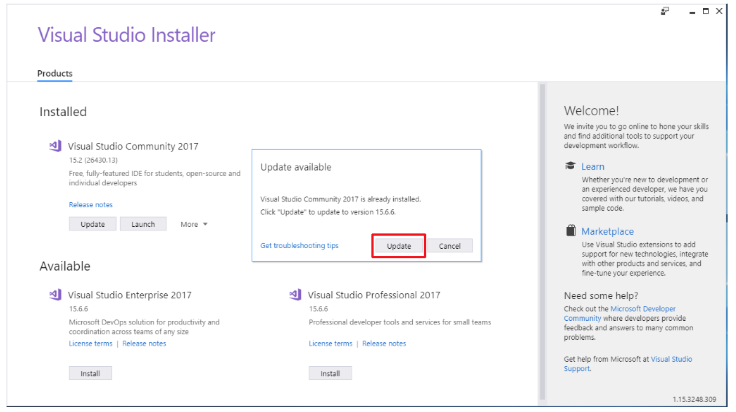 Visual Studio Installer
Products
Installed
Visual Studio Community 2017
15.2 (26430.13)
Free, fully-featured IDE for students, open-source and
individual developers
Release notes
Update Launch More
Update available
Visual Studio Community 2017 is already installed.
Click "Update" to update to version 15.6.6.
Get troubleshooting tips Update Cancel
Available
Visual Studio Enterprise 2017
15.6.6
Microsoft DevOps solution for productivity and
coordination across teams of any size
License terms | Release notes
Install
Visual Studio Professional 2017
15.6.6
Professional developer tools and services for small teams
License terms | Release notes
Install
Welcome!
We invite you to go online to hone your skills
and find additional tools to support your
development workflow.
Learn
Whether you're new to development or
an experienced developer, we have you
covered with our tutorials, videos, and
sample code.
Marketplace
Use Visual Studio extensions to add
support for new technologies, integrate
with other products and services, and
fine-tune your experience.
Need some help?
Check out the Microsoft Developer
Community where developers provide
feedback and answers to many common
problems.
Get help from Microsoft at Visual Studio
Support.
1.15.3248.309